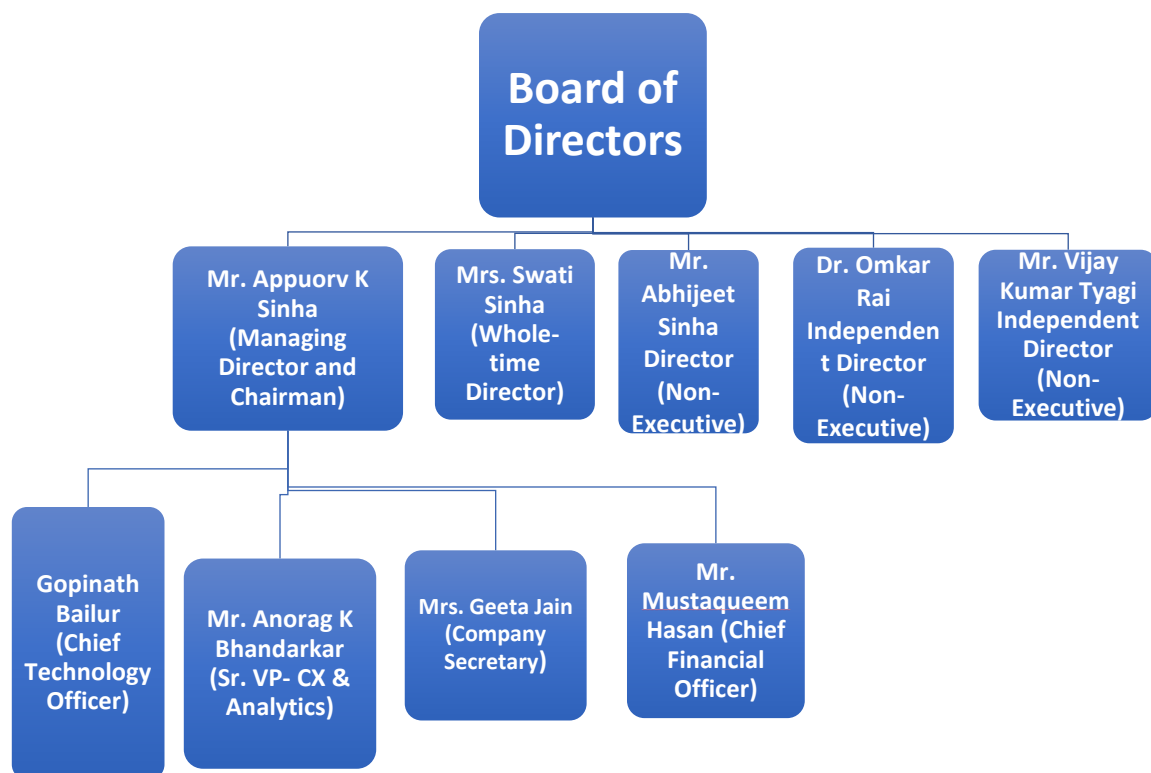 Board of
Directors
Mr. Appuorv K
Sinha
(Managing
Director and
Chairman)
Mrs. Swati
Sinha
(Whole-
time
Director)
Mr.
Abhijeet
Sinha
Director
(Non-
Executive)
Dr. Omkar
Rai
Independen
t Director
(Non-
Executive)
Mr. Vijay
Kumar Tyagi
Independent
Director
(Non-
Executive)
Gopinath
Bailur
(Chief
Technology
Officer)
Mr. Anorag K
Bhandarkar
(Sr. VP- CX &
Analytics)
Mrs. Geeta Jain
(Company
Secretary)
Mr.
Mustaqueem
Hasan (Chief
Financial
Officer)